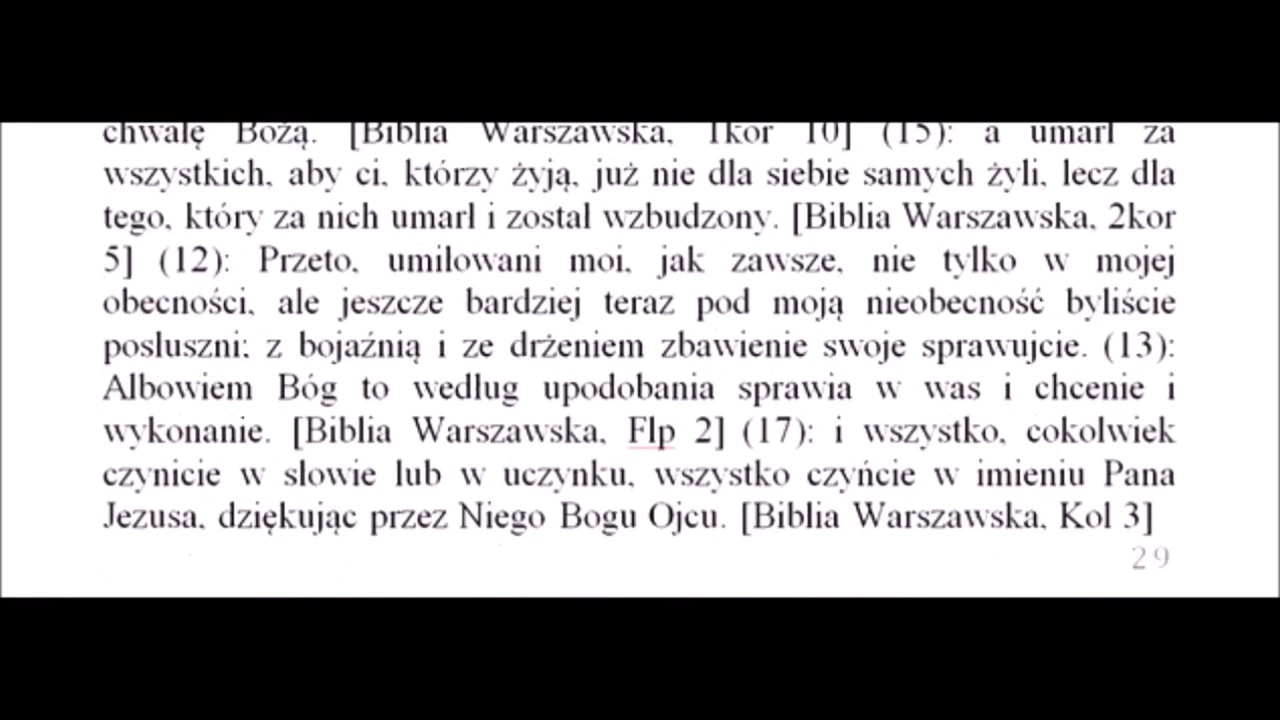 chwałę Bożą. [Biblia Warszawska, 1kor 10] (15): a umarł za
wszystkich, aby ci, którzy żyją, już nie dla siebie samych żyli, lecz dla
tego, który za nich umarł i został wzbudzony. [Biblia Warszawska, 2kor
5] (12): Przeto, umiłowani moi, jak zawsze, nie tylko w mojej
obecności, ale jeszcze bardziej teraz pod moją nieobecność byliście
posłuszni; z bojaźnią i ze drżeniem zbawienie swoje sprawujcie. (13):
Albowiem Bóg to według upodobania sprawia w was i chcenie i
wykonanie. [Biblia Warszawska, Flp 2] (17): i wszystko, cokolwiek
czynicie w słowie lub w uczynku, wszystko czyńcie w imieniu Pana
Jezusa, dziękując przez Niego Bogu Ojcu. [Biblia Warszawska, Kol 3]
29